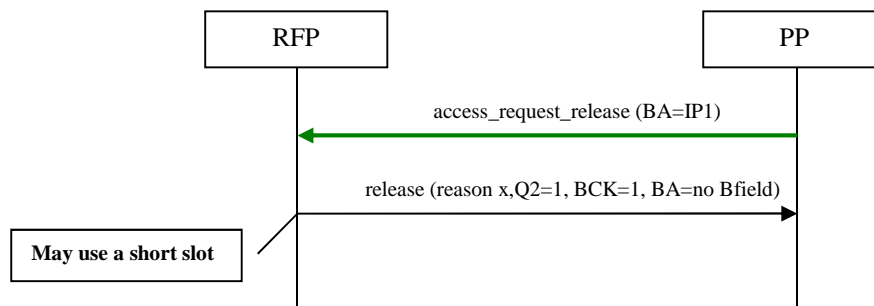 RFP
PP
access_request_release (BA=IP1)
release (reason x,Q2=1, BCK=1, BA=no Bfield)
May use a short slot